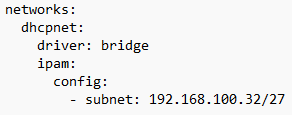 networks:
  dhcpnet:
    driver: bridge
    ipam:
      config:
        - subnet: 192.168.100.32/27